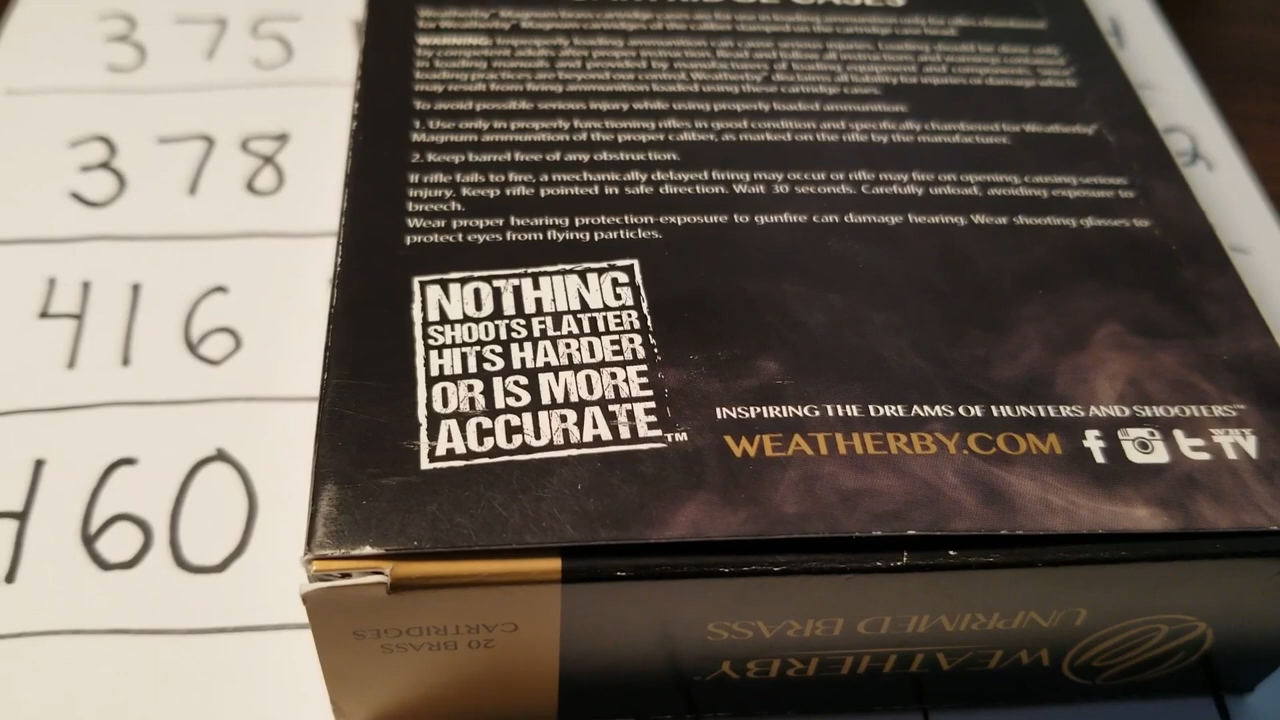 375
378
416
460
CARTRIDGE CASES
Weatherby® Magnum brass cartridge cases are for use in loading ammunition only for rifles chambered
for Weatherby® Magnum cartridges of the caliber stamped on the cartridge case head.
WARNING: Improperly loading ammunition can cause serious injuries. Loading should be done only
by competent adults after proper instruction. Read and follow all instructions and warnings contained
in loading manuals and provided by manufacturers of loading equipment and components. Since
loading practices are beyond our control, Weatherby® disclaims all liability for injuries or damage which
may result from firing ammunition loaded using these cartridge cases.
To avoid possible serious injury while using properly loaded ammunition:
1. Use only in properly functioning rifles in good condition and specifically chambered for Weatherby®
Magnum ammunition of the proper caliber, as marked on the rifle by the manufacturer.
2. Keep barrel free of any obstruction.
If rifle fails to fire, a mechanically delayed firing may occur or rifle may fire on opening, causing serious
injury. Keep rifle pointed in safe direction. Wait 30 seconds. Carefully unload, avoiding exposure to
breech.
Wear proper hearing protection-exposure to gunfire can damage hearing. Wear shooting glasses to
protect eyes from flying particles.
NOTHING
SHOOTS FLATTER
HITS HARDER
OR IS MORE
ACCURATE™
INSPIRING THE DREAMS OF HUNTERS AND SHOOTERS™
WEATHERBY.COM
TV
WEATHERBY®
UNPRIMED BRASS
20 BRASS
CARTRIDGES
2